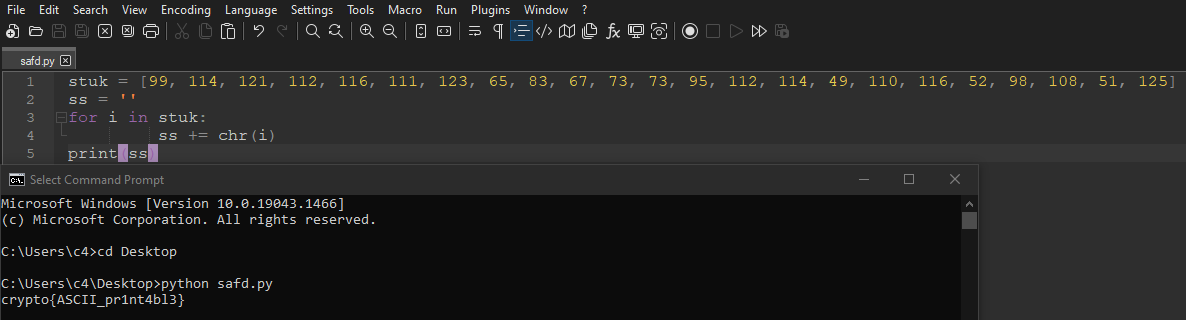 File Edit Search View Encoding Language Settings Tools Macro Run Plugins Window ?
safd.py
1 stuk = [99, 114, 121, 112, 116, 111, 123, 65, 83, 67, 73, 73, 95, 112, 114, 49, 110, 116, 52, 98, 108, 51, 125]
2 ss = ''
3 for i in stuk:
4 ss += chr(i)
5 print(ss)
Select Command Prompt
Microsoft Windows [Version 10.0.19043.1466]
(c) Microsoft Corporation. All rights reserved.
C:\Users\c4>cd Desktop
C:\Users\c4\Desktop>python safd.py
crypto{ASCII_pr1nt4bl3}